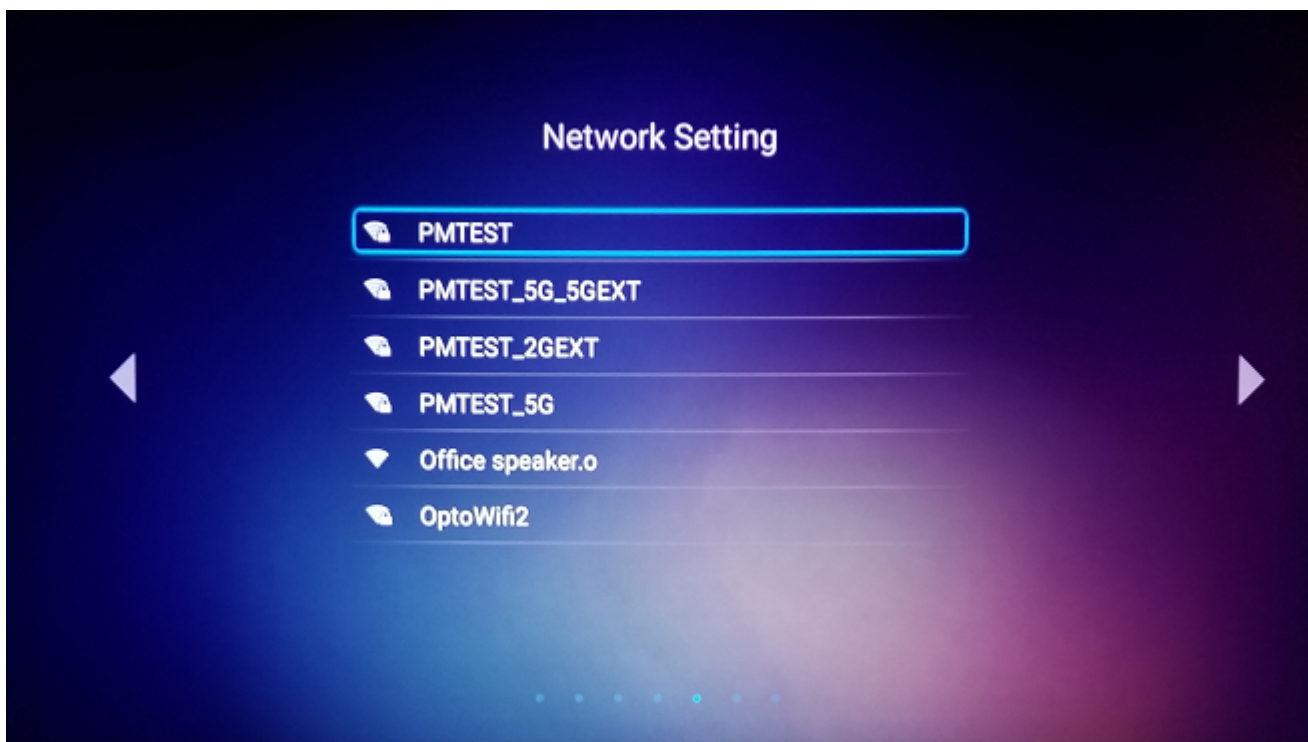 Network Setting
PMTEST
PMTEST_5G_5GEXT
PMTEST_2GEXT
PMTEST_5G
Office speaker.o
OptoWifi2